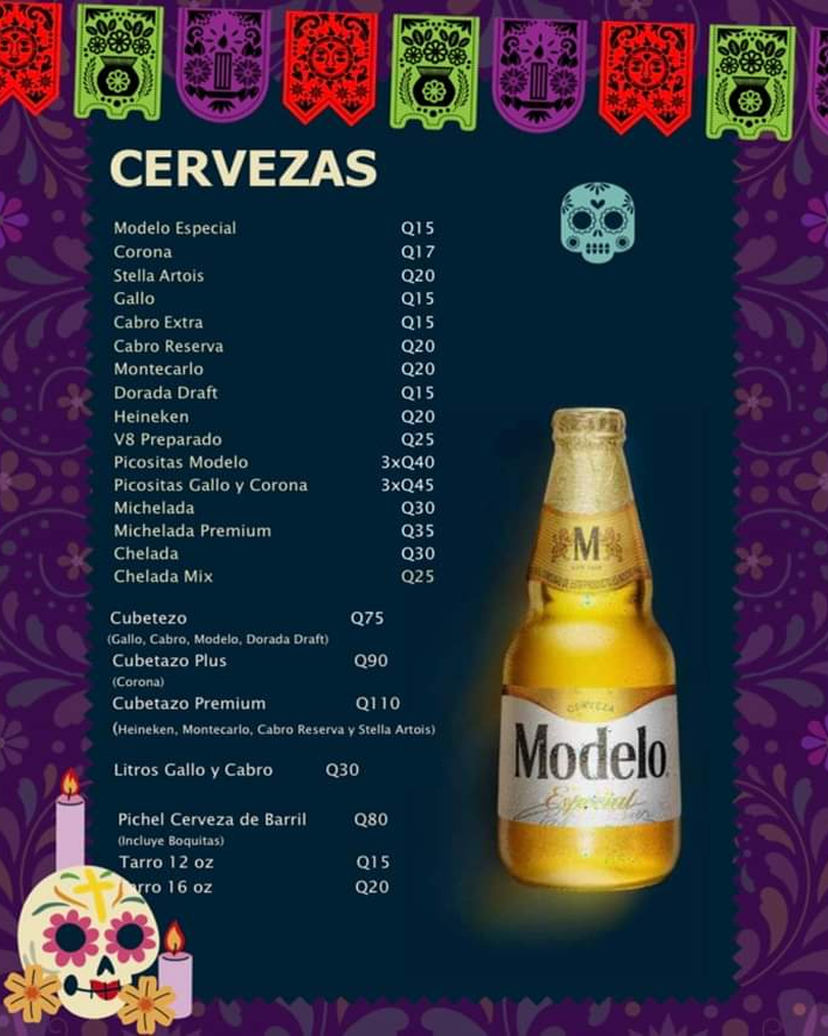 CERVEZAS
Modelo Especial Q15
Corona Q17
Stella Artois Q20
Gallo Q15
Cabro Extra Q15
Cabro Reserva Q20
Montecarlo Q20
Dorada Draft Q15
Heineken Q20
V8 Preparado Q25
Picositas Modelo 3xQ40
Picositas Gallo y Corona 3xQ45
Michelada Q30
Michelada Premium Q35
Chelada Q30
Chelada Mix Q25
Cubetezo Q75
(Gallo, Cabro, Modelo, Dorada Draft)
Cubetazo Plus Q90
(Corona)
Cubetazo Premium Q110
(Heineken, Montecarlo, Cabro Reserva y Stella Artois)
Litros Gallo y Cabro Q30
Pichel Cerveza de Barril Q80
(Incluye Boquitas)
Tarro 12 oz Q15
arro 16 oz Q20
M
CERVEZA
Modelo
Especial